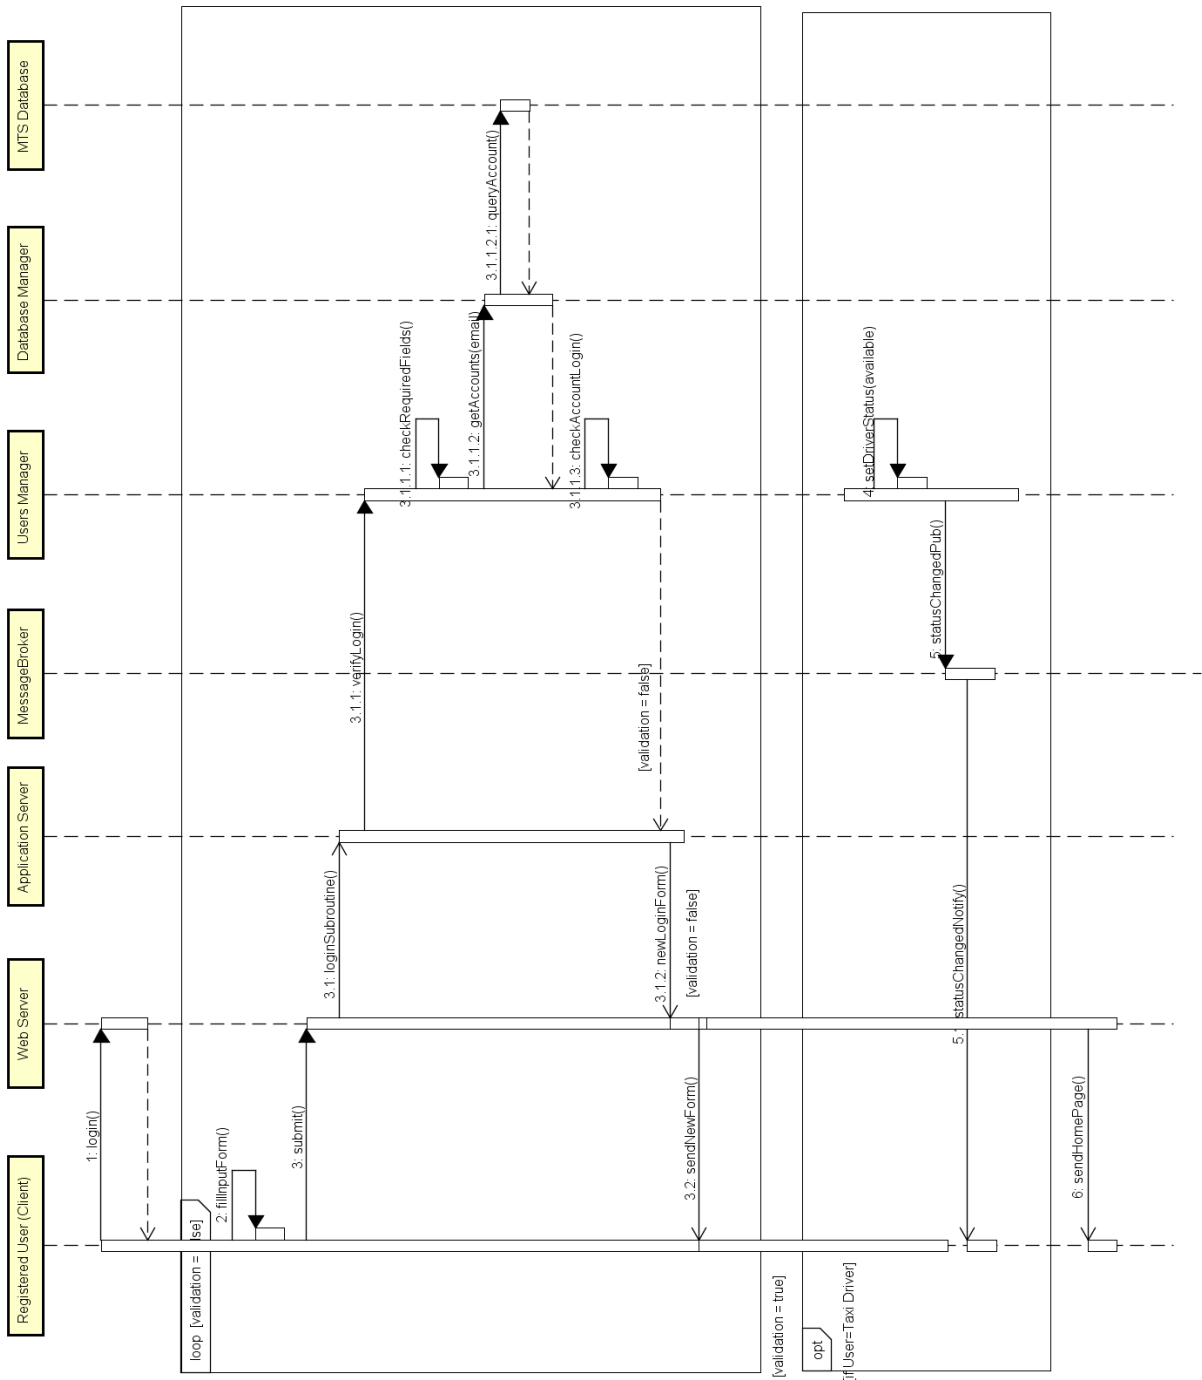 Registered User (Client)
Web Server
Application Server
MessageBroker
Users Manager
Database Manager
MTS Database
1: login()
loop [validation = lse]
2: fillInputForm()
3: submit()
3.1: loginSubroutine()
3.1.1: verifyLogin()
3.1.1.1: checkRequiredFields()
3.1.1.2: getAccounts(email)
3.1.1.2.1: queryAccount()
3.1.1.3: checkAccountLogin()
[validation = false]
3.1.2: newLoginForm()
[validation = false]
3.2: sendNewForm()
[validation = true]
opt
[if User=Taxi Driver]
4: setDriverStatus(available)
5: statusChangedPub()
5. statusChangedNotify()
6: sendHomePage()